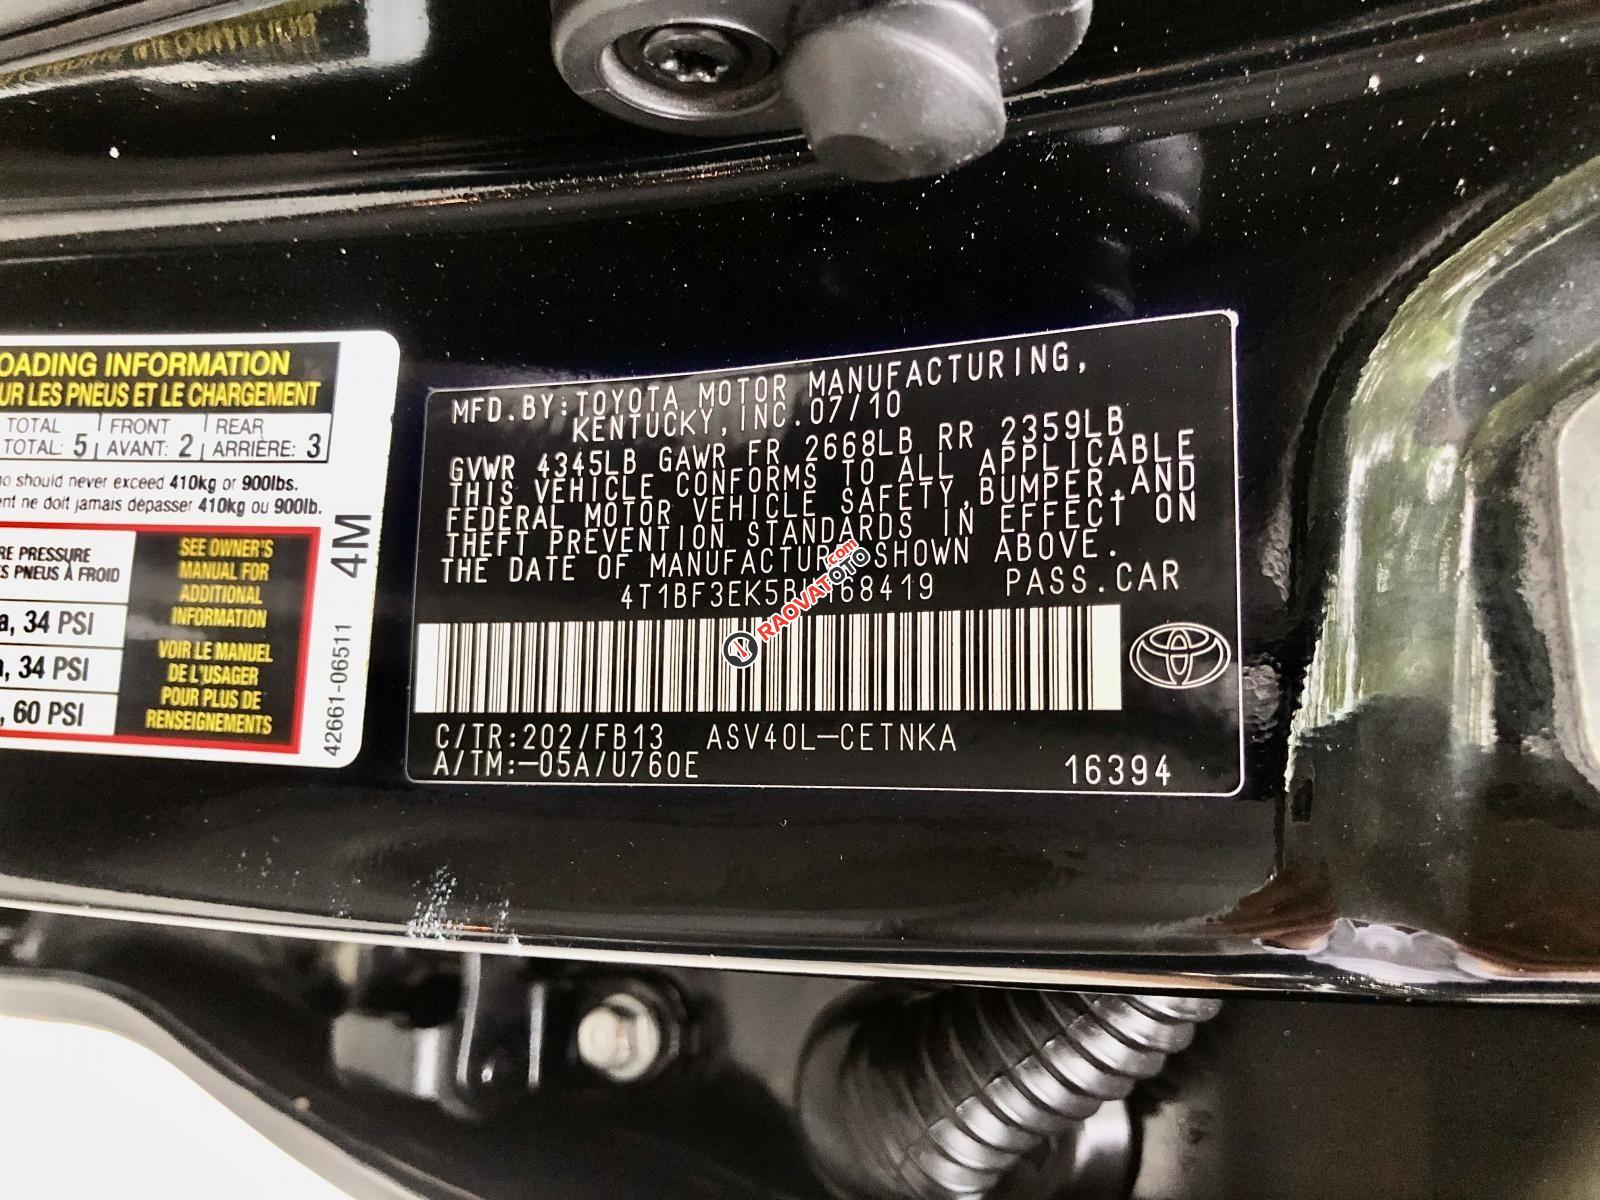 OADING INFORMATION
UR LES PNEUS ET LE CHARGEMENT
TOTAL FRONT REAR
TOTAL: 5 AVANT: 2 ARRIÈRE: 3
should never exceed 410kg or 900lbs.
ne doit jamais dépasser 410kg ou 900lb.
RE PRESSURE
S PNEUS À FROID
34 PSI
34 PSI
60 PSI
SEE OWNER'S
MANUAL FOR
ADDITIONAL
INFORMATION
VOIR LE MANUEL
DE L'USAGER
POUR PLUS DE
RENSEIGNEMENTS
42661-06511 4M
MFD.BY:TOYOTA MOTOR MANUFACTURING,
KENTUCKY, INC.07/10
GVWR 4345LB GAWR FR 2668LB RR 2359LB
THIS VEHICLE CONFORMS TO ALL APPLICABLE
FEDERAL MOTOR VEHICLE SAFETY,BUMPER,AND
THEFT PREVENTION STANDARDS IN EFFECT ON
THE DATE OF MANUFACTUR SHOWN ABOVE.
PASS.CAR
RAOVATOTO.com
C/TR:202/FB13 ASV40L-CETNKA
A/TM:-05A/U760E 16394